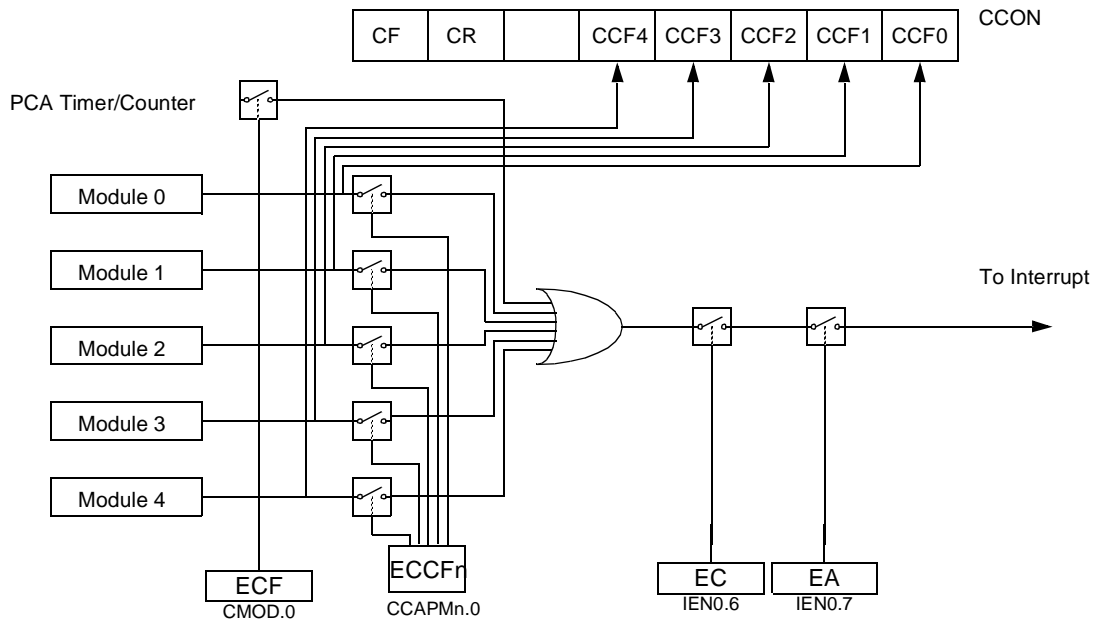 CCON
CF CR CCF4 CCF3 CCF2 CCF1 CCF0
PCA Timer/Counter
Module 0
Module 1
To Interrupt
Module 2
Module 3
Module 4
ECF
CMOD.0
ECCFn
CCAPMn.0
EC
IEN0.6
EA
IEN0.7